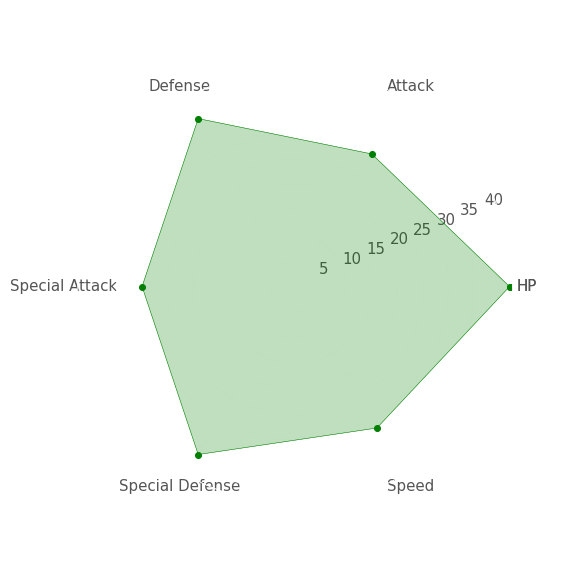 Defense
Attack
40
35
30
25
20
15
10
5
Special Attack
HP
Special Defense
Speed